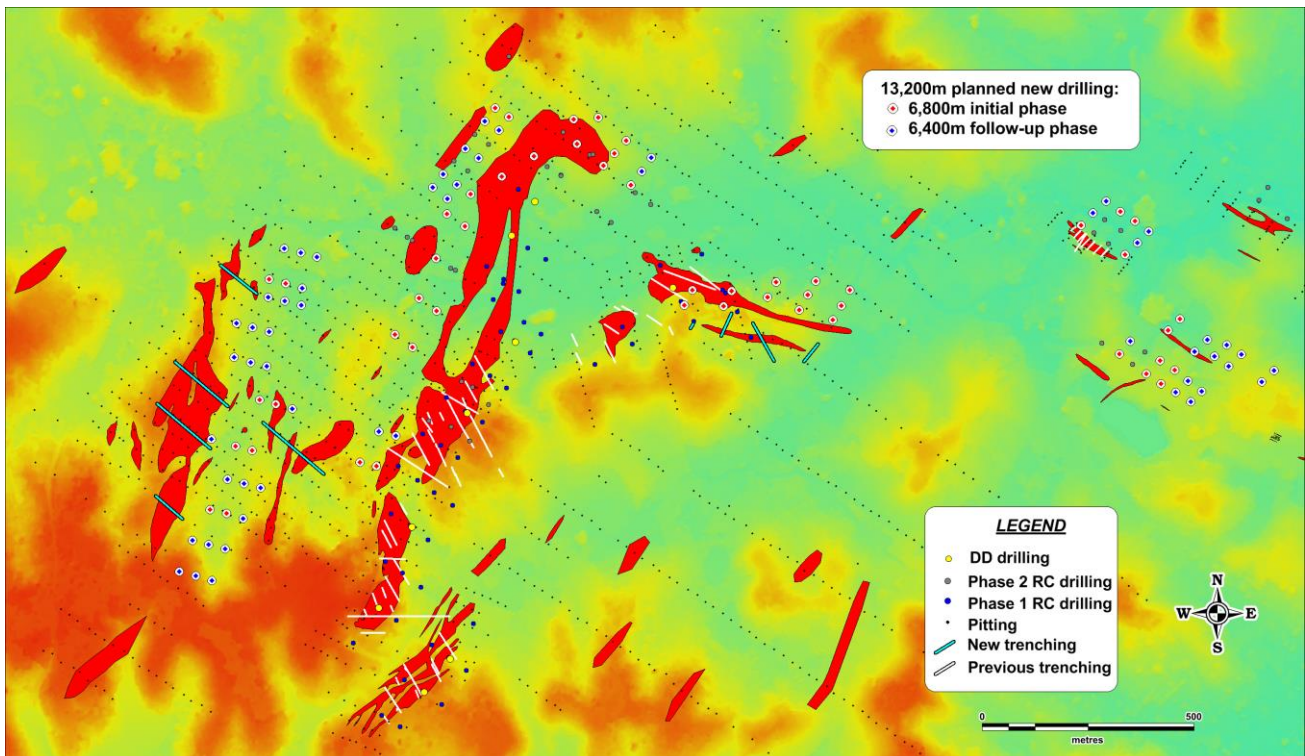 13,200m planned new drilling:
6,800m initial phase
6,400m follow-up phase
LEGEND
DD drilling
Phase 2 RC drilling
Phase 1 RC drilling
Pitting
New trenching
Previous trenching
N
W E
S
0 500
metres